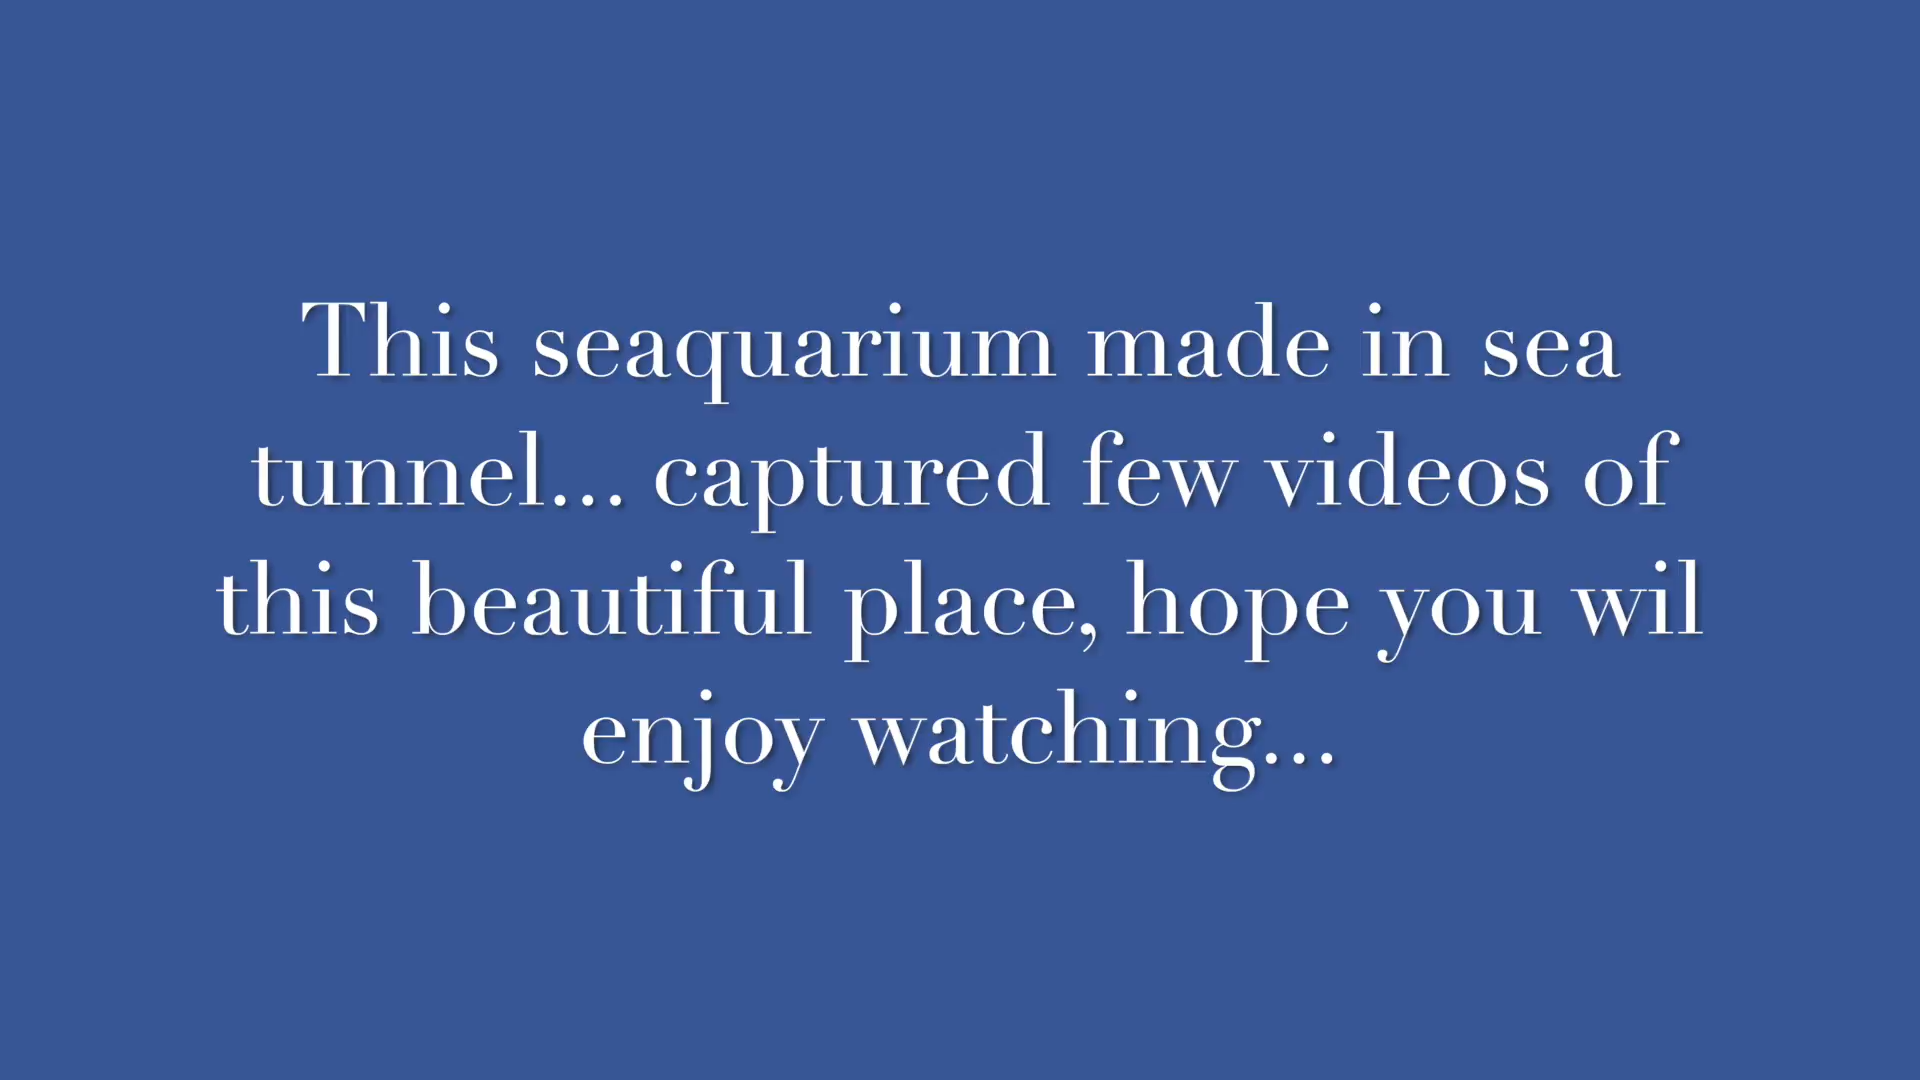 This seaquarium made in sea
tunnel... captured few videos of
this beautiful place, hope you wil
enjoy watching...